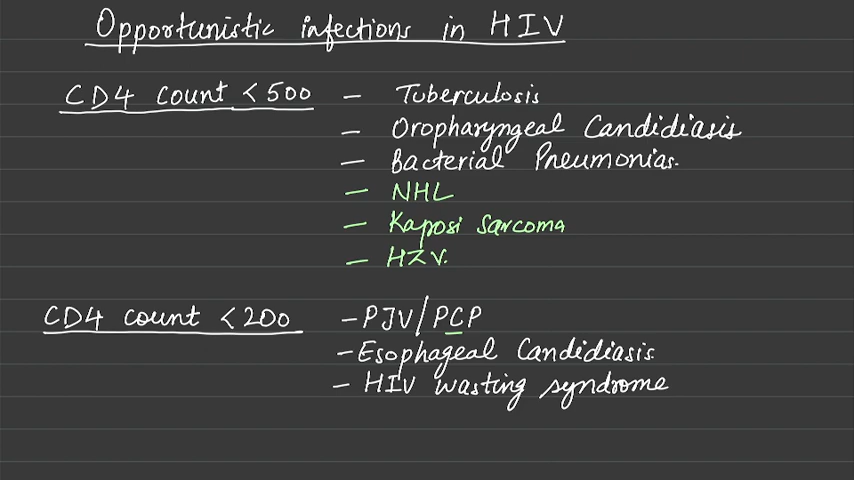 Opportunistic infections in HIV
CD4 count < 500 - Tuberculosis
- Oropharyngeal Candidiasis
- Bacterial Pneumonias.
- NHL
- Kaposi Sarcoma
- HZV.
CD4 count < 200 - PJV/PCP
- Esophageal Candidiasis
- HIV wasting syndrome